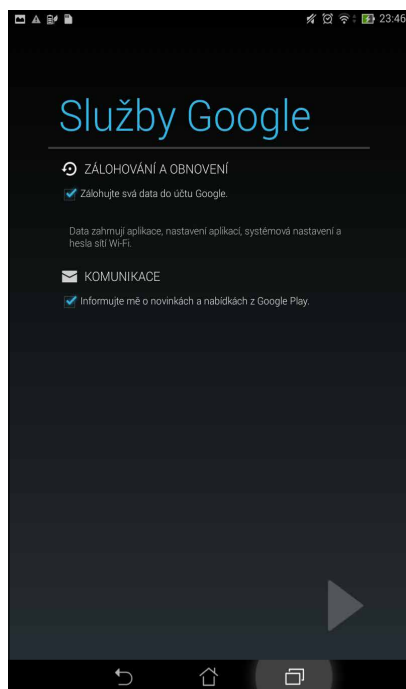 23:46
Služby Google
ZÁLOHOVÁNÍ A OBNOVENÍ
Zálohujte svá data do účtu Google.
Data zahrnují aplikace, nastavení aplikací, systémová nastavení a
hesla sítí Wi-Fi.
KOMUNIKACE
Informujte mě o novinkách a nabídkách z Google Play.